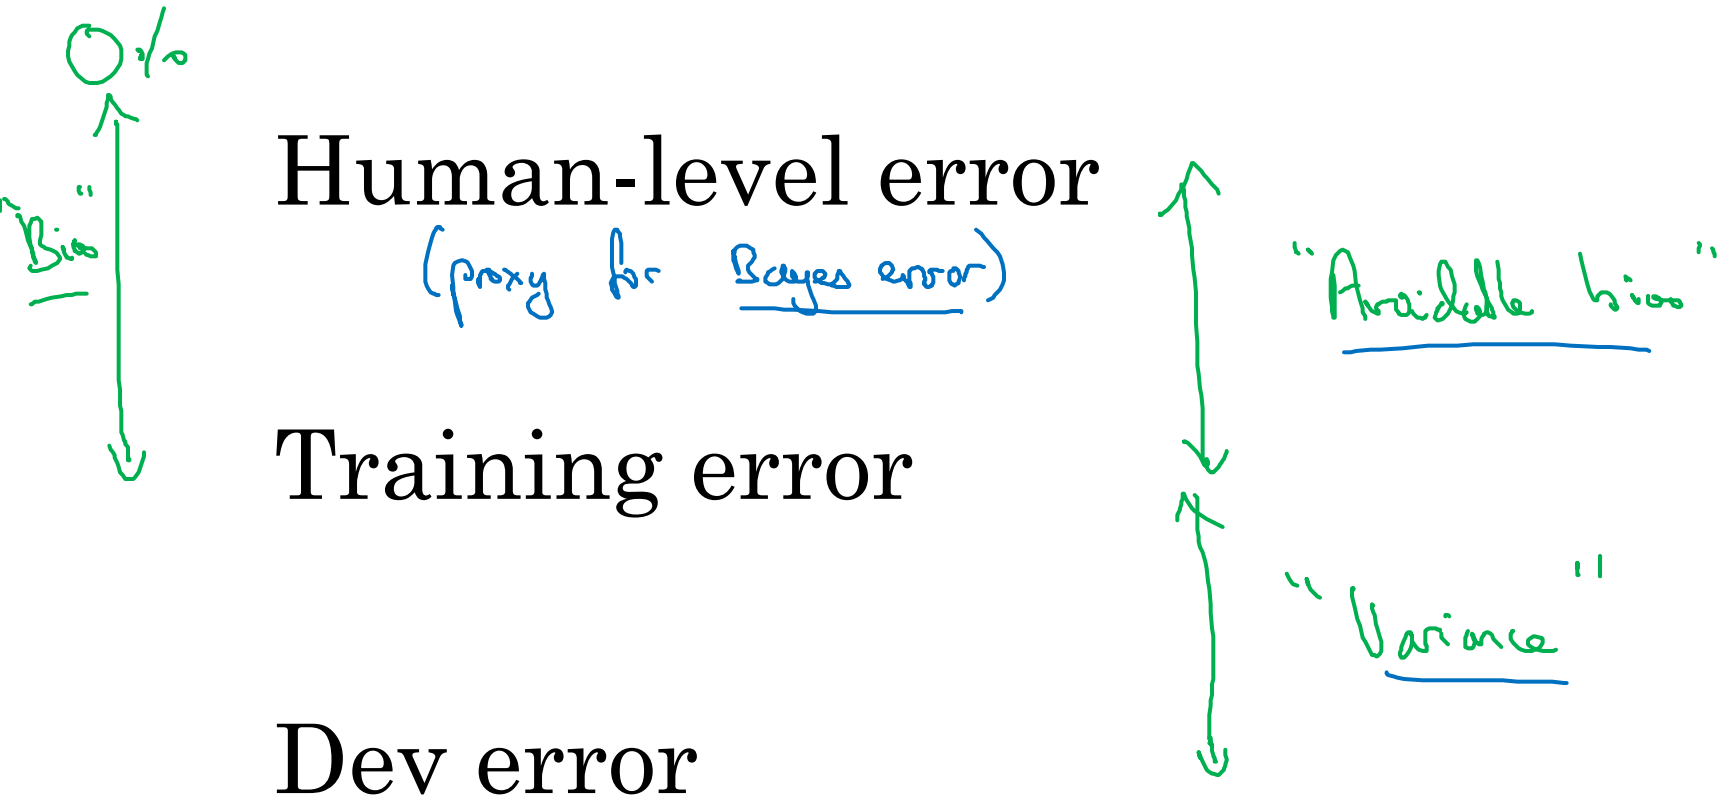 0%
Human-level error
"Bias"
(proxy for Bayes error)
"Avoidable bias"
Training error
"Variance"
Dev error